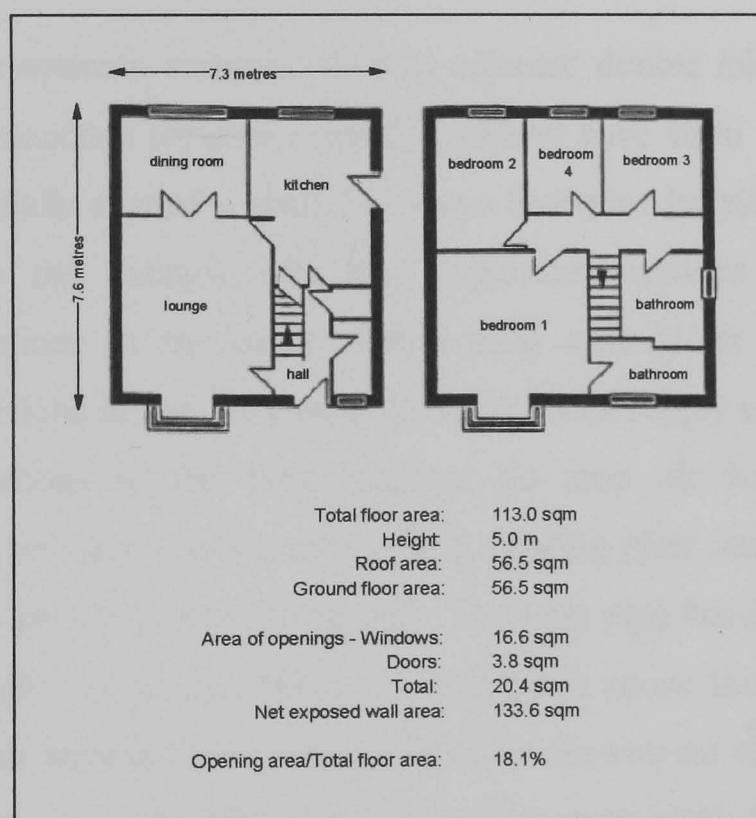 7.3 metres
7.6 metres
dining room
kitchen
lounge
hall
bedroom 2
bedroom 4
bedroom 3
bedroom 1
bathroom
bathroom
Total floor area: 113.0 sqm
Height: 5.0 m
Roof area: 56.5 sqm
Ground floor area: 56.5 sqm
Area of openings - Windows: 16.6 sqm
Doors: 3.8 sqm
Total: 20.4 sqm
Net exposed wall area: 133.6 sqm
Opening area/Total floor area: 18.1%